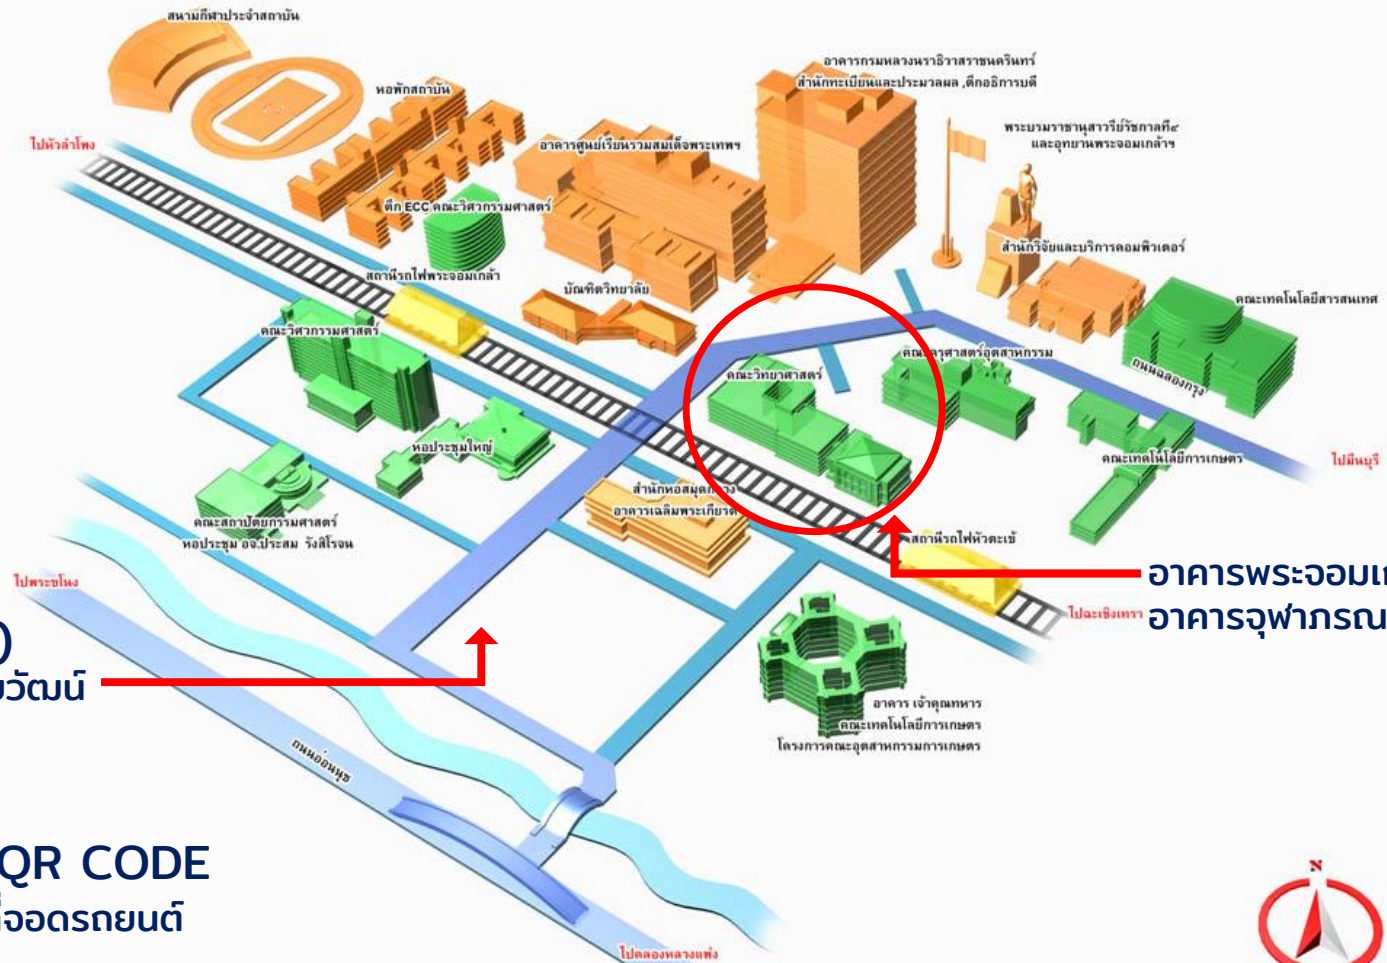 สนามกีฬาประจำสถาบัน
อาคารกรมหลวงนราธิวาสราชนครินทร์
สำนักทะเบียนและประมวลผล ,ตึกอธิการบดี
หอพักสถาบัน
พระบรมราชานุสาวรีย์รัชกาลที่๔
และอุทยานพระจอมเกล้าฯ
ไปหัวลำโพง
อาคารศูนย์เรียนรวมสมเด็จพระเทพฯ
ตึก ECC คณะวิศวกรรมศาสตร์
สำนักวิจัยและบริการคอมพิวเตอร์
สถานีรถไฟพระจอมเกล้า
บัณฑิตวิทยาลัย
คณะเทคโนโลยีสารสนเทศ
คณะวิศวกรรมศาสตร์
คณะครุศาสตร์อุตสาหกรรม
คณะวิทยาศาสตร์
ถนนฉลองกรุง
หอประชุมใหญ่
คณะเทคโนโลยีการเกษตร
ไปมีนบุรี
สำนักหอสมุดกลาง
อาคารเฉลิมพระเกียรติ
คณะสถาปัตยกรรมศาสตร์
หอประชุม อจ.ประสม รังสิโรจน์
สถานีรถไฟหัวตะเข้
ไปพระขโนง
อาคารพระจอมเก
ไปฉะเชิงเทรา
อาคารจุฬาภรณ
)
วัฒน์
อาคาร เจ้าคุณทหาร
คณะเทคโนโลยีการเกษตร
โครงการคณะอุตสาหกรรมการเกษตร
ถนนอ่อนนุช
QR CODE
จอดรถยนต์
ไปคลองหลวงแพ่ง
N